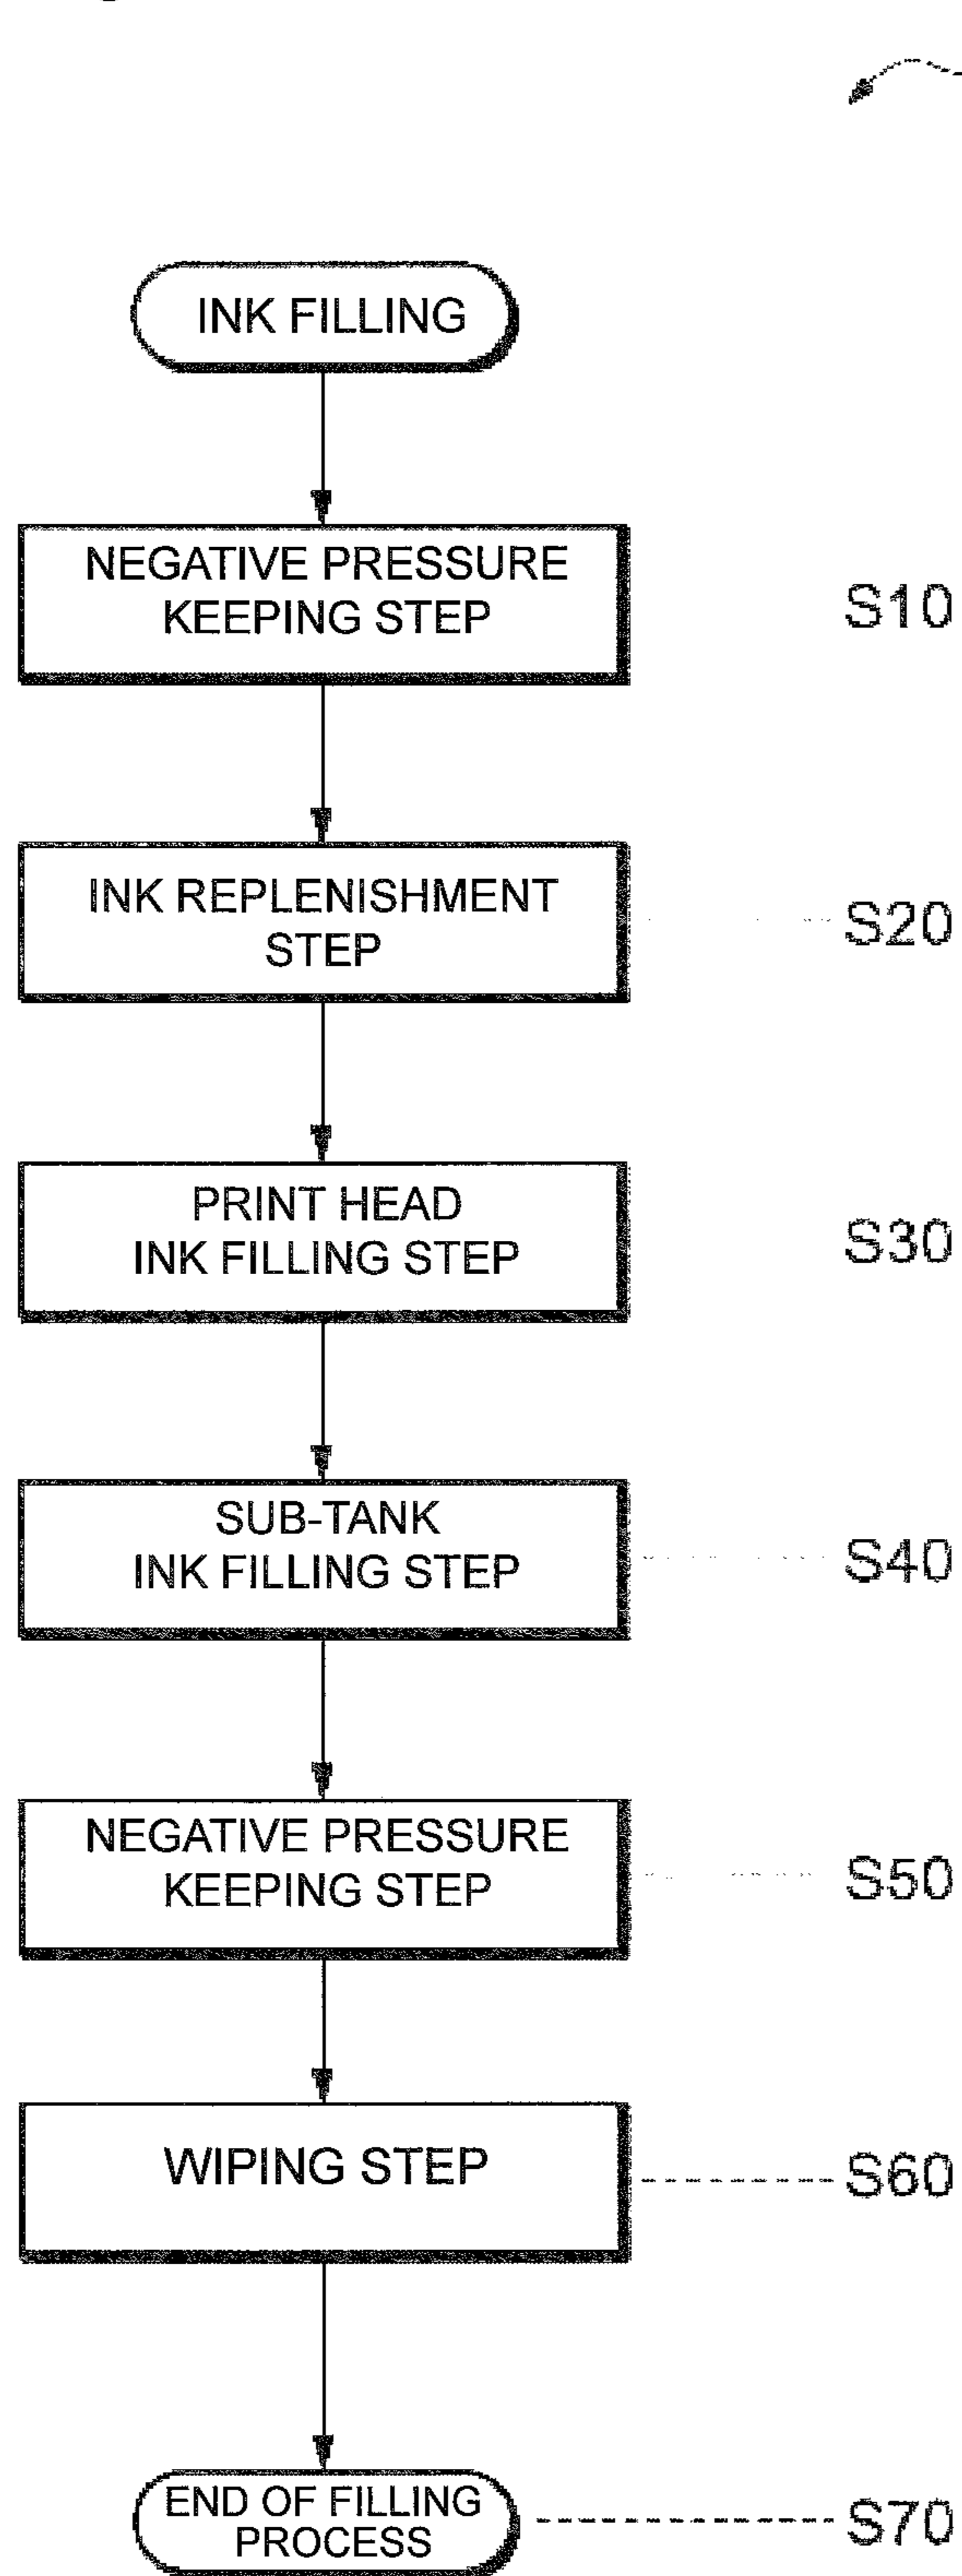 INK FILLING
NEGATIVE PRESSURE
KEEPING STEP
S10
INK REPLENISHMENT
STEP
S20
PRINT HEAD
INK FILLING STEP
S30
SUB-TANK
INK FILLING STEP
S40
NEGATIVE PRESSURE
KEEPING STEP
S50
WIPING STEP
S60
END OF FILLING
PROCESS
S70